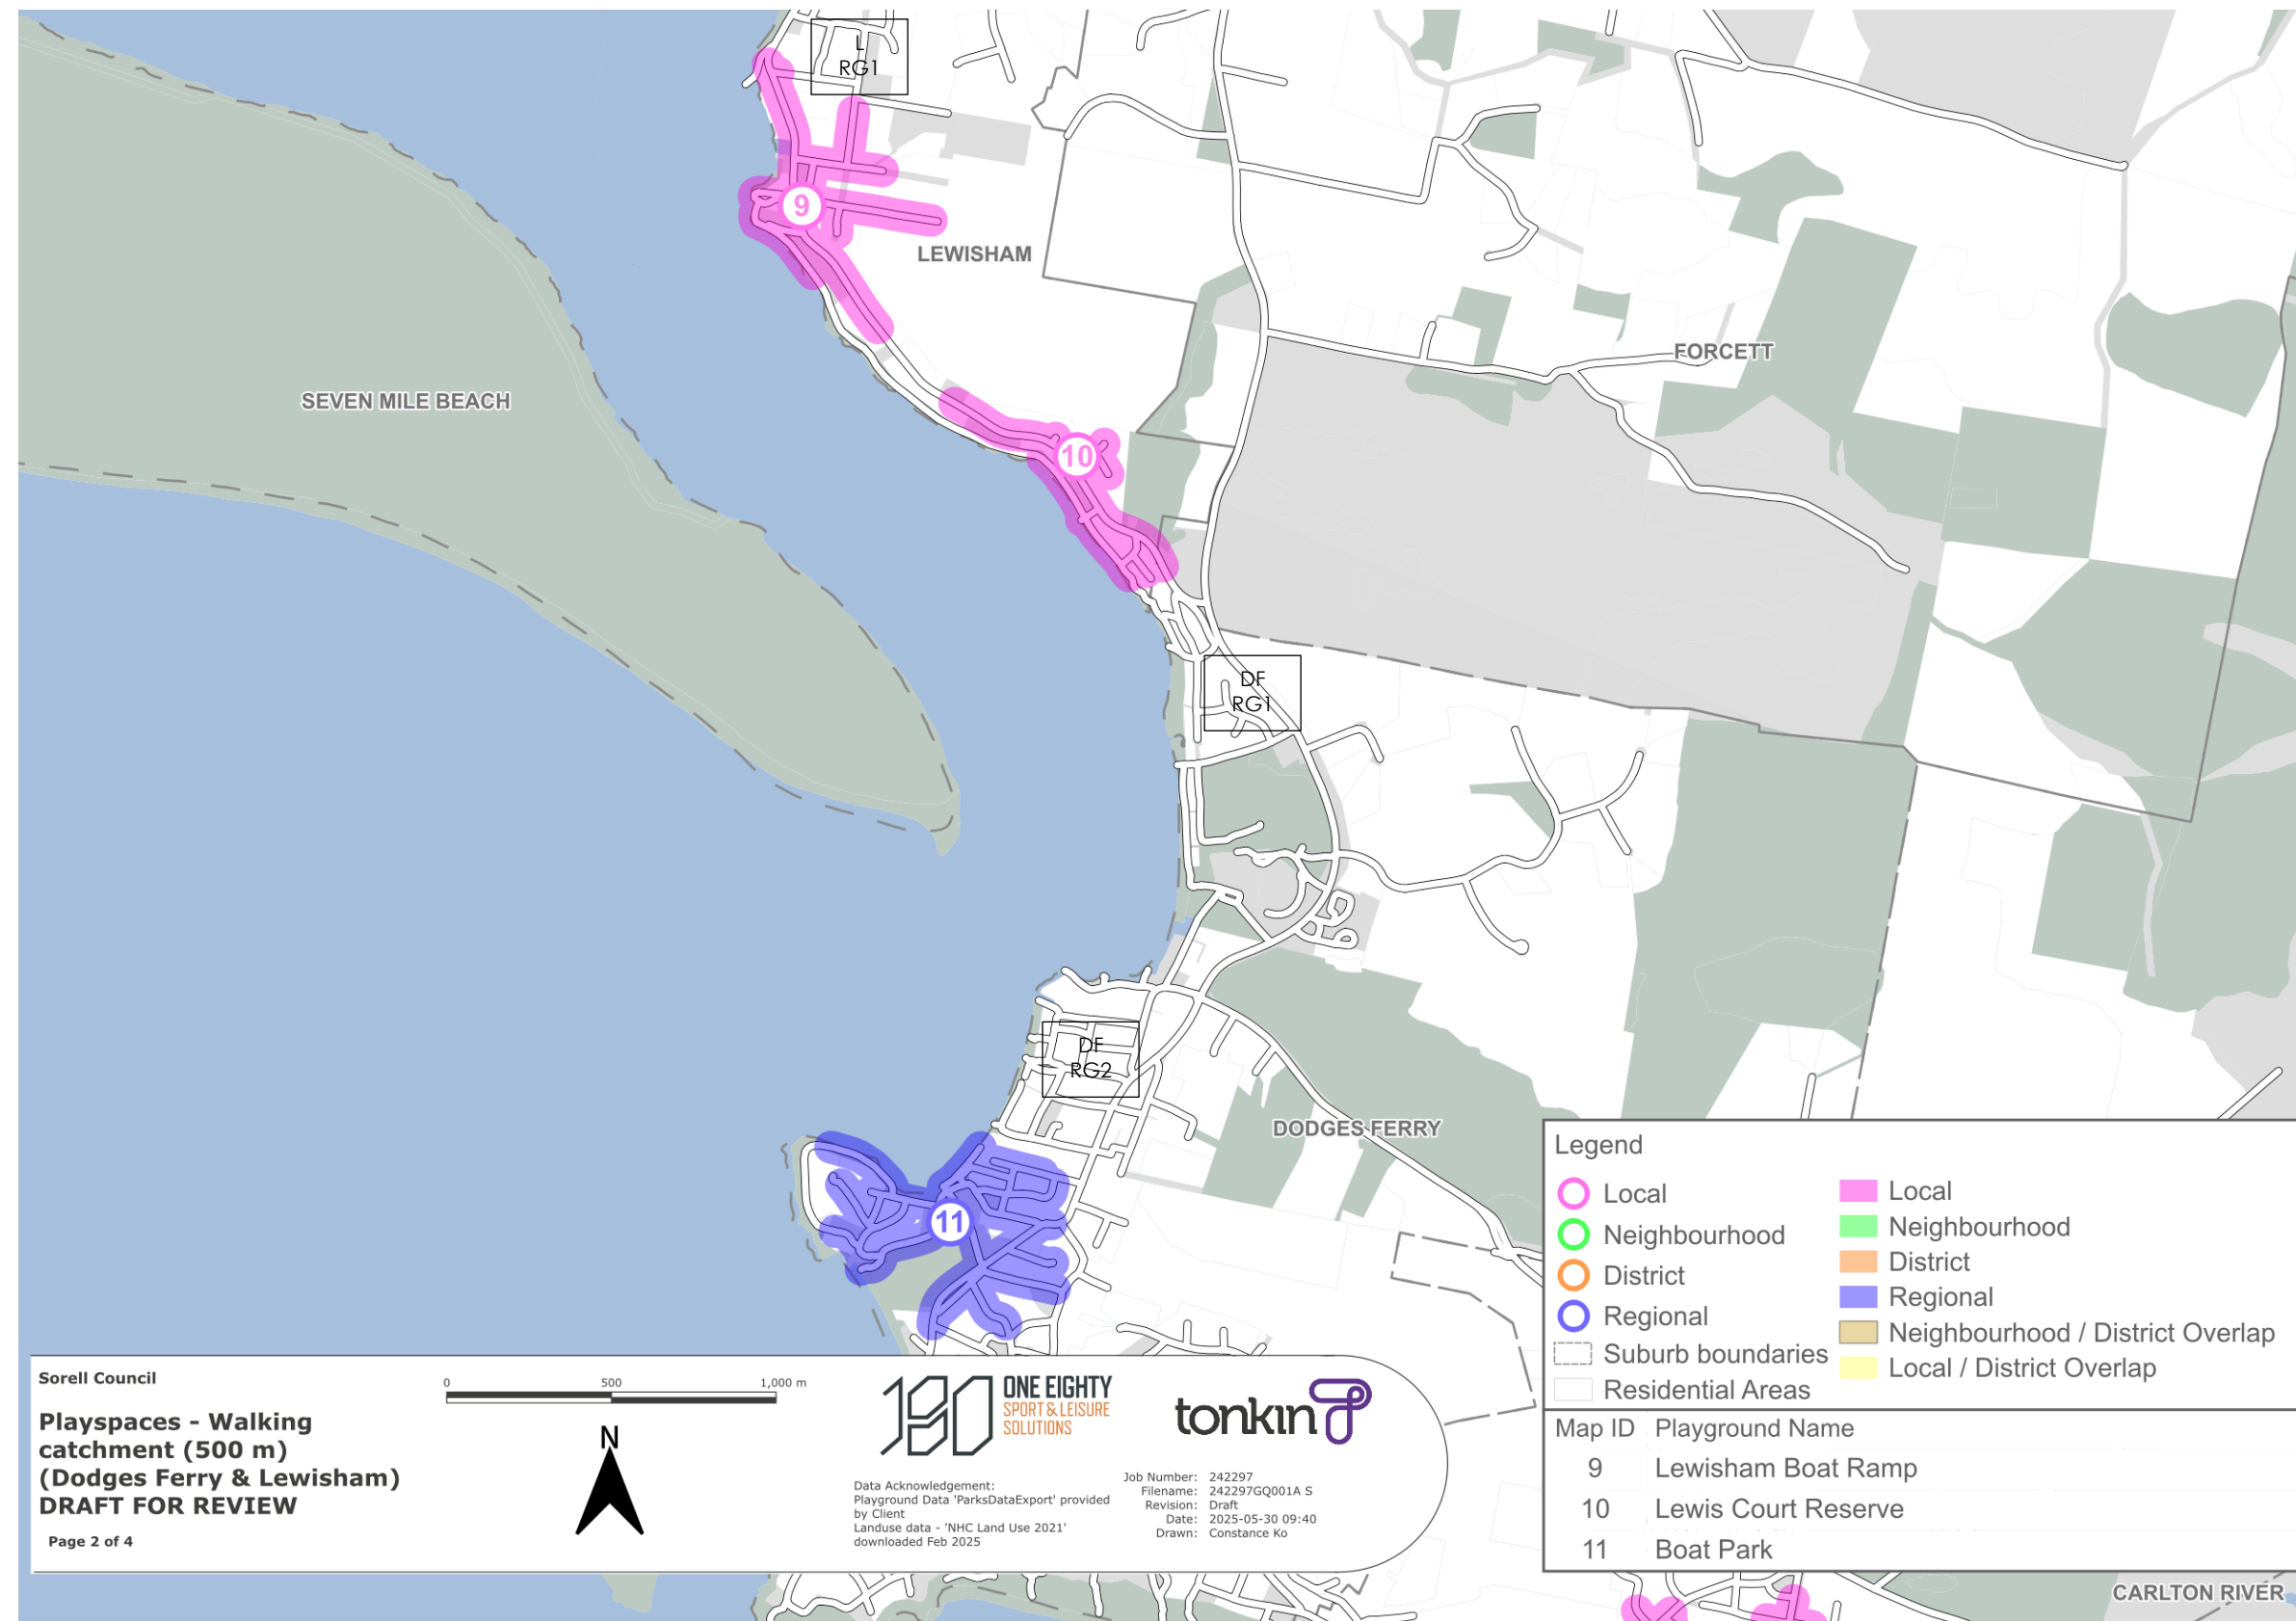 L
RG1
9
LEWISHAM
FORCETT
SEVEN MILE BEACH
10
DF
RG1
DF
RG2
DODGES FERRY
11
Legend
Local
Neighbourhood
District
Regional
Suburb boundaries
Residential Areas
Local
Neighbourhood
District
Regional
Neighbourhood / District Overlap
Local / District Overlap
Map ID Playground Name
9 Lewisham Boat Ramp
10 Lewis Court Reserve
11 Boat Park
Sorell Council
Playspaces - Walking
catchment (500 m)
(Dodges Ferry & Lewisham)
DRAFT FOR REVIEW
Page 2 of 4
0 500 1,000 m
N
180 ONE EIGHTY
SPORT & LEISURE
SOLUTIONS
tonkin
Data Acknowledgement:
Playground Data 'ParksDataExport' provided
by Client
Landuse data - 'NHC Land Use 2021'
downloaded Feb 2025
Job Number: 242297
Filename: 242297GQ001A S
Revision: Draft
Date: 2025-05-30 09:40
Drawn: Constance Ko
CARLTON RIVER